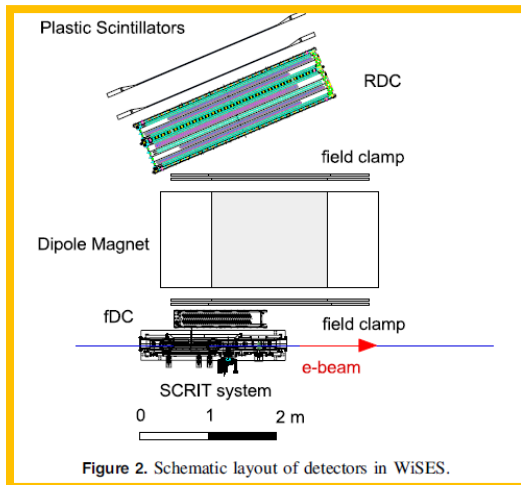 Plastic Scintillators
RDC
field clamp
Dipole Magnet
fDC
field clamp
e-beam
SCRIT system
0 1 2 m
Figure 2. Schematic layout of detectors in WiSES.